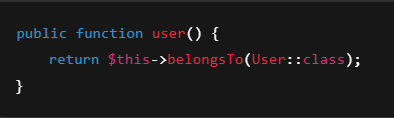 public function user() {
    return $this->belongsTo(User::class);
}